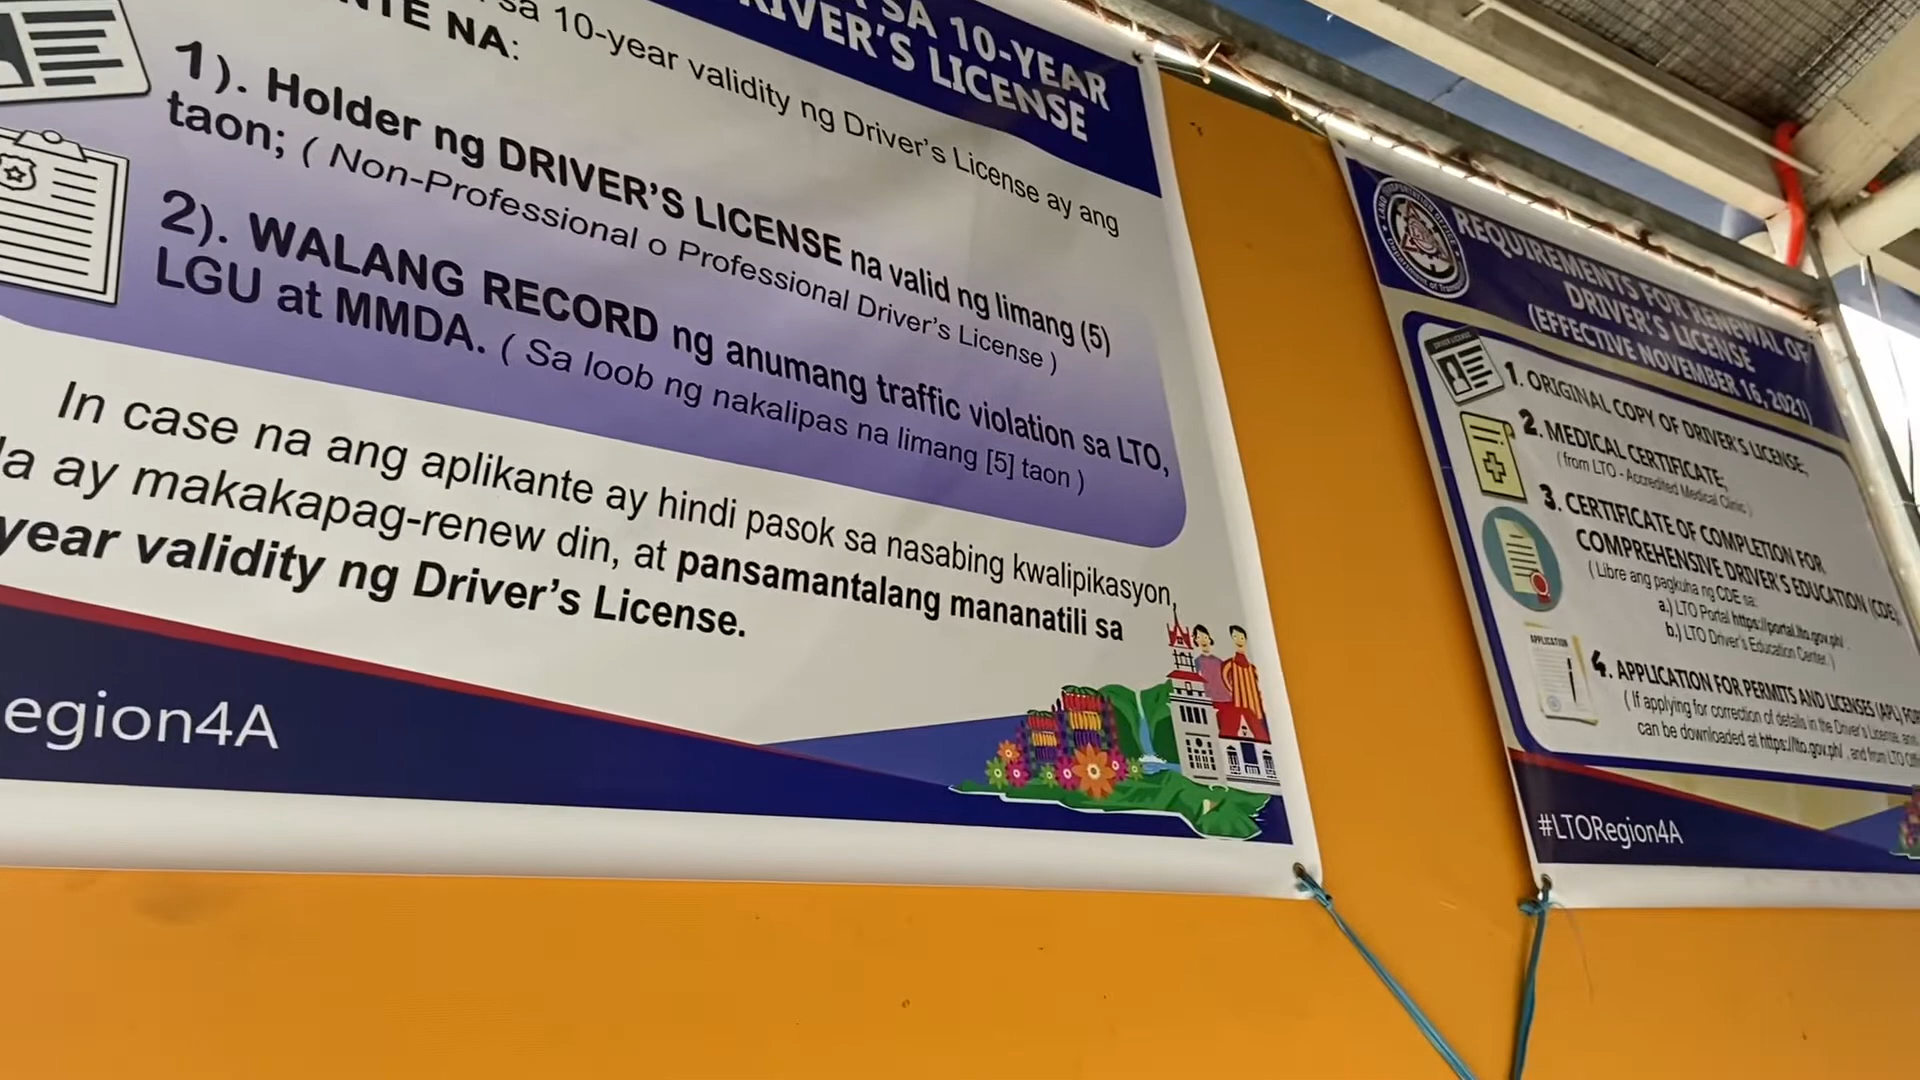 SA 10-YEAR
DRIVER'S LICENSE
sa 10-year validity ng Driver's License ay ang
NA:
1). Holder ng DRIVER'S LICENSE na valid ng limang (5)
taon; ( Non-Professional o Professional Driver's License )
2). WALANG RECORD ng anumang traffic violation sa LTO,
LGU at MMDA. ( Sa loob ng nakalipas na limang [5] taon )
In case na ang aplikante ay hindi pasok sa nasabing kwalipikasyon,
ay makakapag-renew din, at pansamantalang mananatili sa
year validity ng Driver's License.
egion4A
REQUIREMENTS FOR RENEWAL OF
DRIVER'S LICENSE
(EFFECTIVE NOVEMBER 16, 2021)
DRIVER LICENSE
1. ORIGINAL COPY OF DRIVER'S LICENSE,
2. MEDICAL CERTIFICATE,
( from LTO - Accredited Medical Clinic )
3. CERTIFICATE OF COMPLETION FOR
COMPREHENSIVE DRIVER'S EDUCATION (CDE),
( Libre ang pagkuha ng CDE sa:
a.) LTO Portal https://portal.lto.gov.ph/
b.) LTO Driver's Education Center. )
APPLICATION
4. APPLICATION FOR PERMITS AND LICENSES (APL)
( If applying for correction of details in the Driver's License, and
can be downloaded at https://lto.gov.ph/ , and from LTO
#LTORegion4A